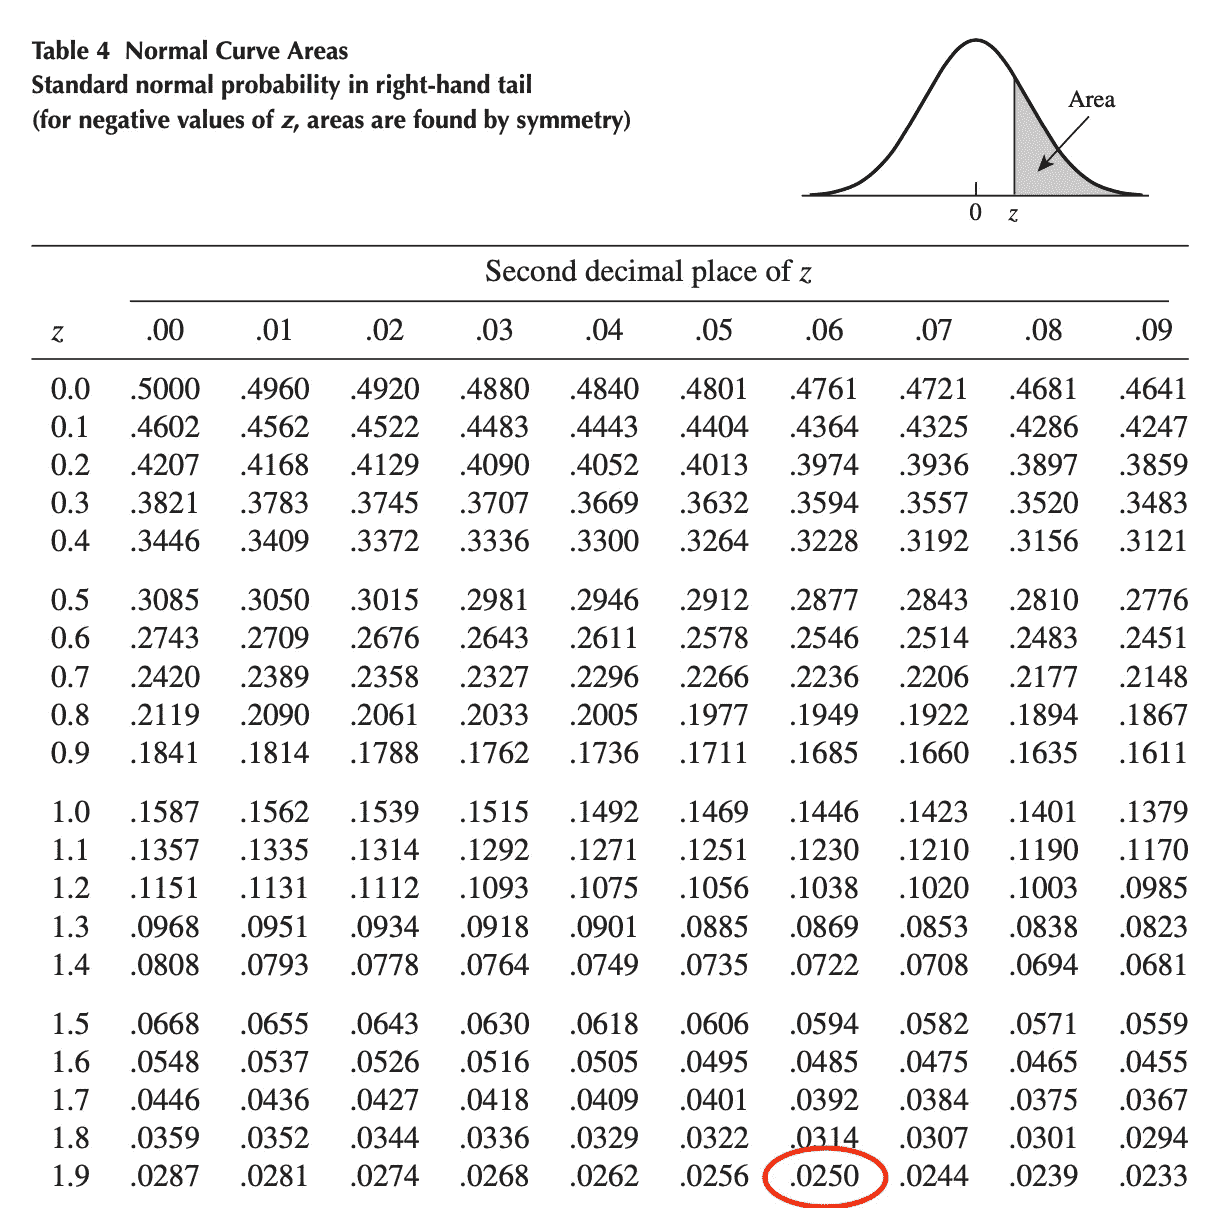 Table 4 Normal Curve Areas
Standard normal probability in right-hand tail
(for negative values of z, areas are found by symmetry)
Area
0 z
Second decimal place of z
z .00 .01 .02 .03 .04 .05 .06 .07 .08 .09
0.0 .5000 .4960 .4920 .4880 .4840 .4801 .4761 .4721 .4681 .4641
0.1 .4602 .4562 .4522 .4483 .4443 .4404 .4364 .4325 .4286 .4247
0.2 .4207 .4168 .4129 .4090 .4052 .4013 .3974 .3936 .3897 .3859
0.3 .3821 .3783 .3745 .3707 .3669 .3632 .3594 .3557 .3520 .3483
0.4 .3446 .3409 .3372 .3336 .3300 .3264 .3228 .3192 .3156 .3121
0.5 .3085 .3050 .3015 .2981 .2946 .2912 .2877 .2843 .2810 .2776
0.6 .2743 .2709 .2676 .2643 .2611 .2578 .2546 .2514 .2483 .2451
0.7 .2420 .2389 .2358 .2327 .2296 .2266 .2236 .2206 .2177 .2148
0.8 .2119 .2090 .2061 .2033 .2005 .1977 .1949 .1922 .1894 .1867
0.9 .1841 .1814 .1788 .1762 .1736 .1711 .1685 .1660 .1635 .1611
1.0 .1587 .1562 .1539 .1515 .1492 .1469 .1446 .1423 .1401 .1379
1.1 .1357 .1335 .1314 .1292 .1271 .1251 .1230 .1210 .1190 .1170
1.2 .1151 .1131 .1112 .1093 .1075 .1056 .1038 .1020 .1003 .0985
1.3 .0968 .0951 .0934 .0918 .0901 .0885 .0869 .0853 .0838 .0823
1.4 .0808 .0793 .0778 .0764 .0749 .0735 .0722 .0708 .0694 .0681
1.5 .0668 .0655 .0643 .0630 .0618 .0606 .0594 .0582 .0571 .0559
1.6 .0548 .0537 .0526 .0516 .0505 .0495 .0485 .0475 .0465 .0455
1.7 .0446 .0436 .0427 .0418 .0409 .0401 .0392 .0384 .0375 .0367
1.8 .0359 .0352 .0344 .0336 .0329 .0322 .0314 .0307 .0301 .0294
1.9 .0287 .0281 .0274 .0268 .0262 .0256 .0250 .0244 .0239 .0233